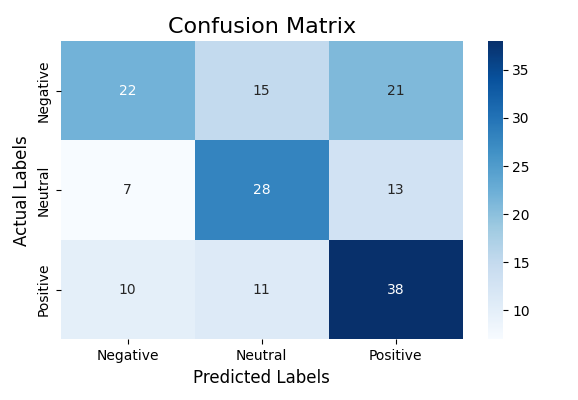 Confusion Matrix
Actual Labels
Negative
22 15 21
Neutral
7 28 13
Positive
10 11 38
Negative Neutral Positive
Predicted Labels
35
30
25
20
15
10